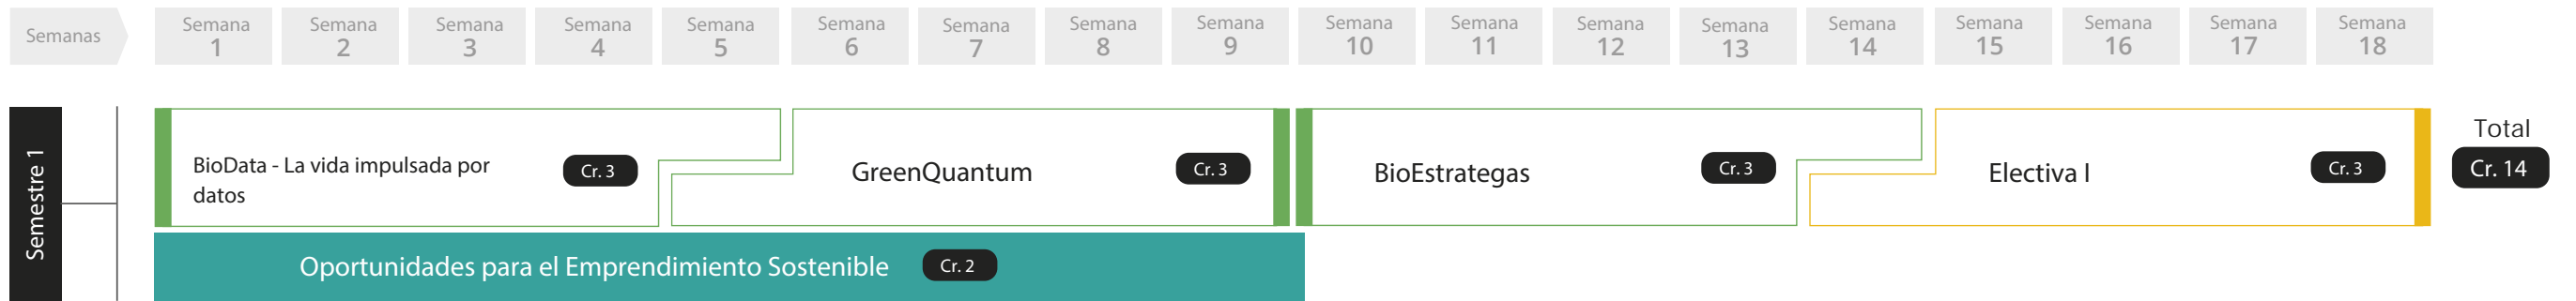 Semanas
Semana
1
Semana
2
Semana
3
Semana
4
Semana
5
Semana
6
Semana
7
Semana
8
Semana
9
Semana
10
Semana
11
Semana
12
Semana
13
Semana
14
Semana
15
Semana
16
Semana
17
Semana
18
Semestre 1
BioData - La vida impulsada por
datos
Cr. 3
GreenQuantum
Cr. 3
BioEstrategas
Cr. 3
Electiva I
Cr. 3
Total
Cr. 14
Oportunidades para el Emprendimiento Sostenible
Cr. 2